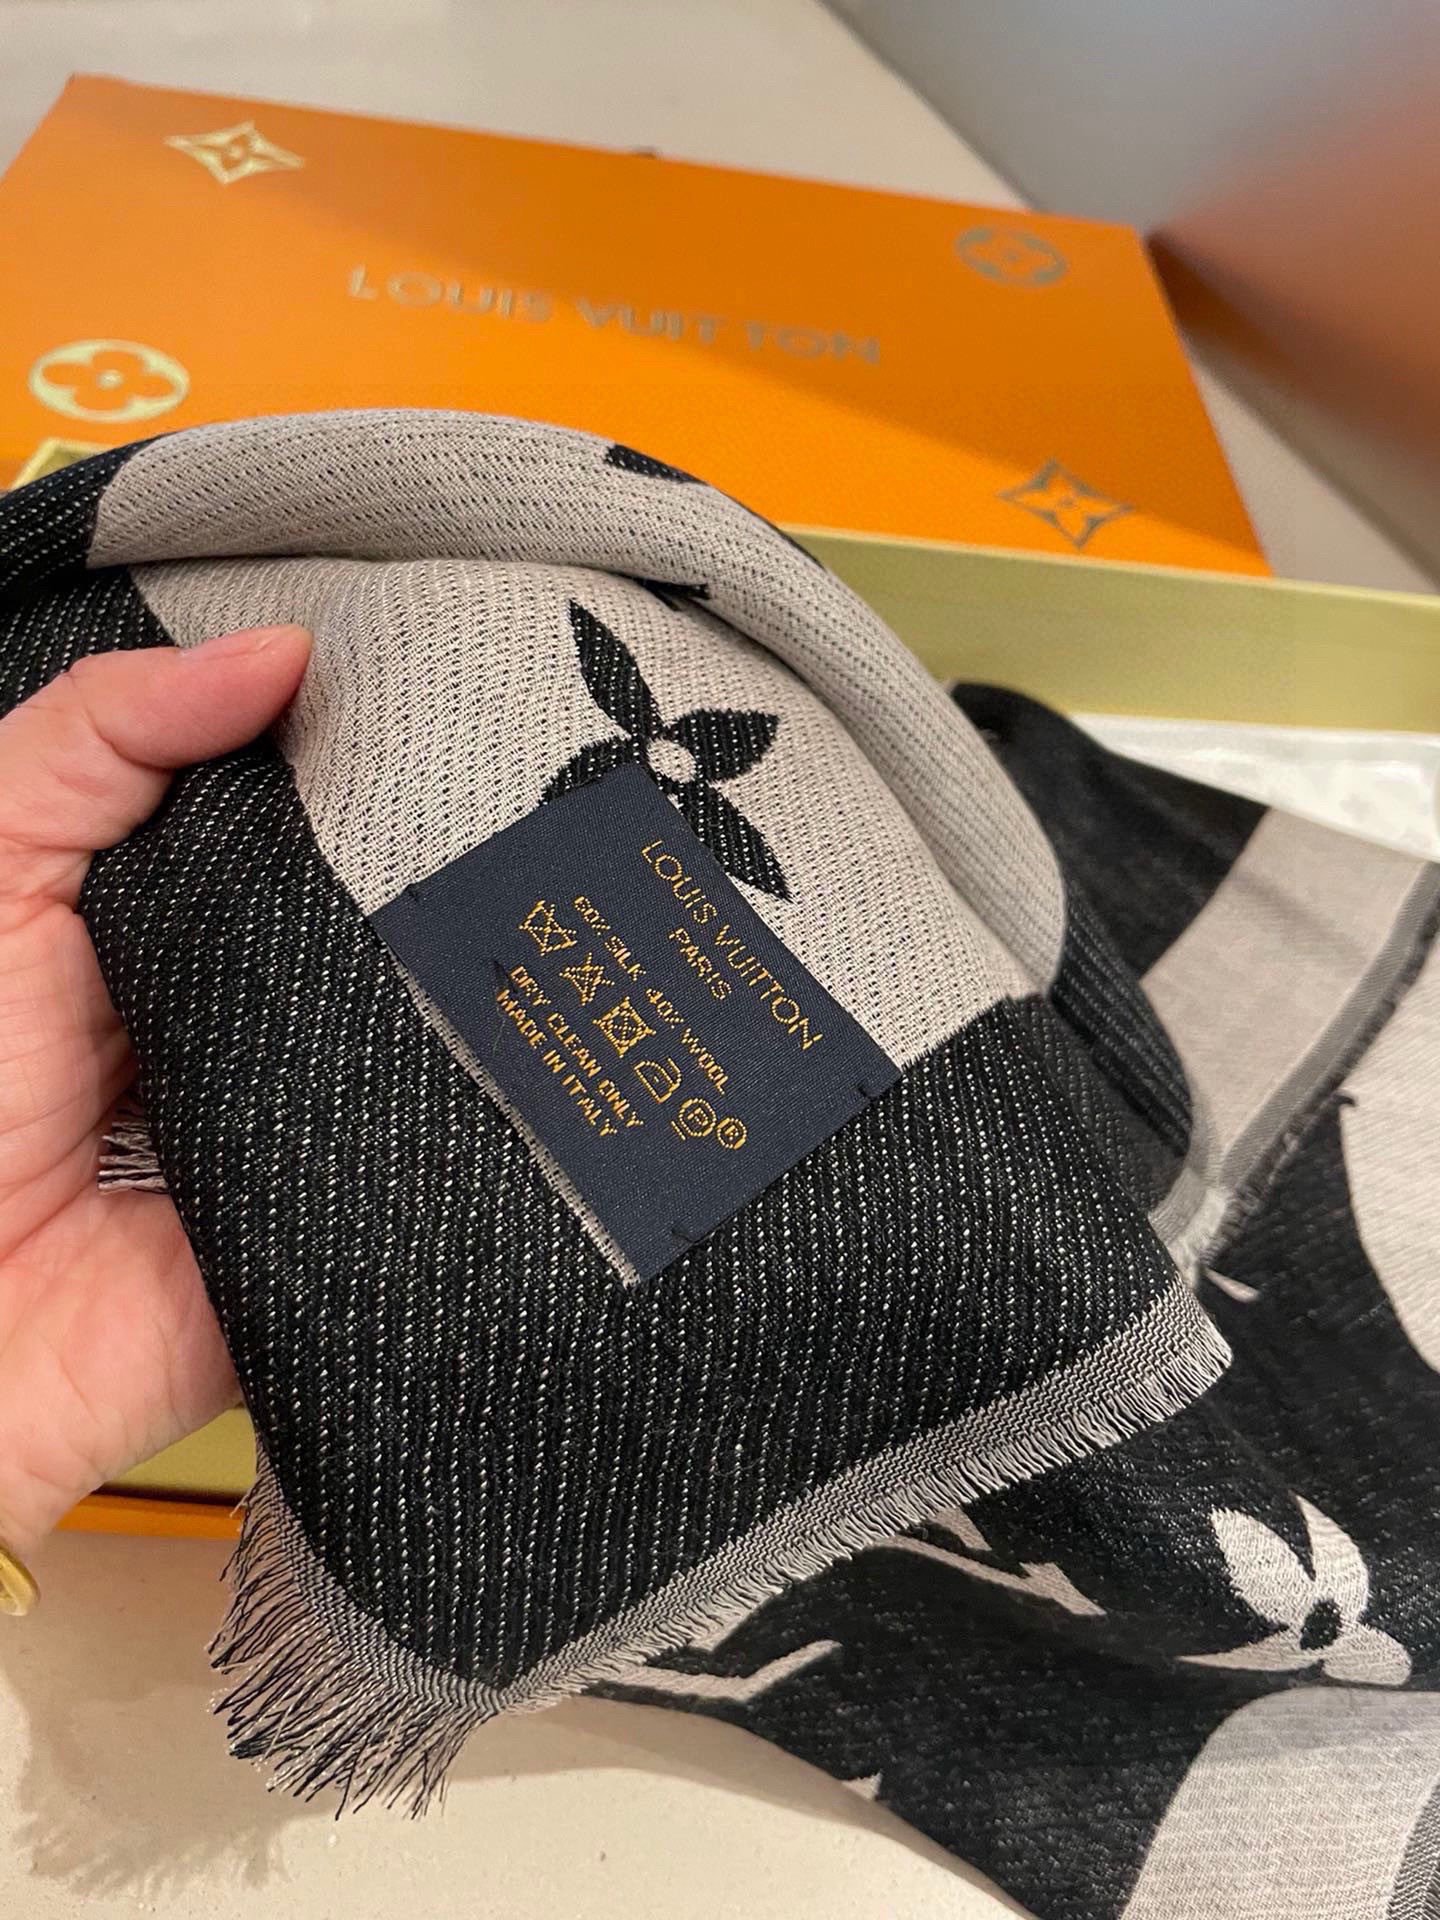 LOUIS VUITTON
LOUIS VUITTON
PARIS
60% SILK 40% WOOL
P R
DRY CLEAN ONLY
MADE IN ITALY